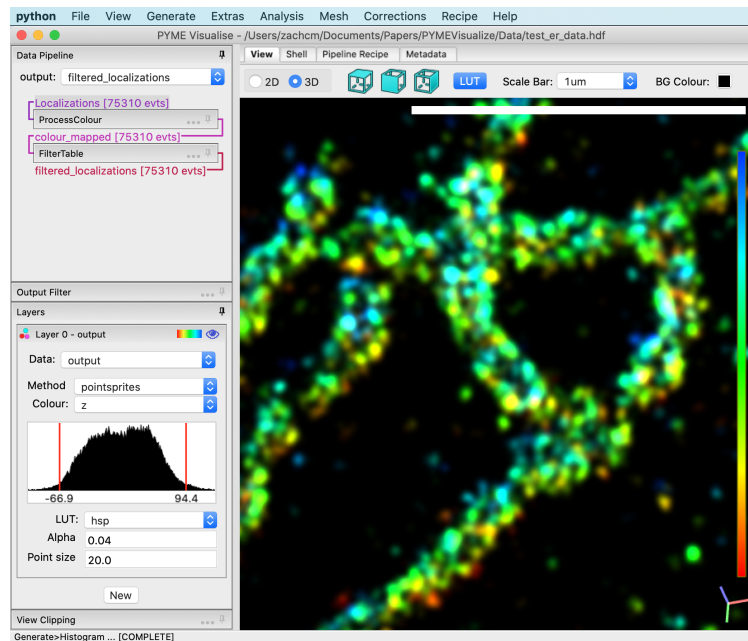 python File View Generate Extras Analysis Mesh Corrections Recipe Help
PYME Visualise - /Users/zachcm/Documents/Papers/PYMEVisualize/Data/test_er_data.hdf
Data Pipeline
View Shell Pipeline Recipe Metadata
output: filtered_localizations
2D 3D LUT Scale Bar: 1um BG Colour:
Localizations [75310 evts]
ProcessColour ...
colour_mapped [75310 evts]
FilterTable ...
filtered_localizations [75310 evts]
Output Filter ...
Layers
Layer 0 - output
Data: output
Method pointsprites
Colour: z
-66.9 94.4
LUT: hsp
Alpha 0.04
Point size 20.0
New
View Clipping ...
Generate>Histogram ... [COMPLETE]